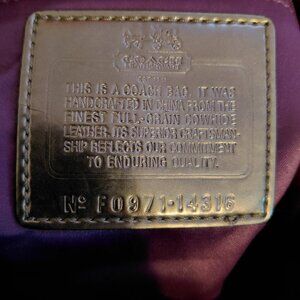 THIS IS A COACH BAG. IT WAS
HANDCRAFTED IN CHINA FROM THE
FINEST FULL-GRAIN COWHIDE
LEATHER. ITS SUPERIOR CRAFTSMAN-
SHIP REFLECTS OUR COMMITMENT
TO ENDURING QUALITY.
Nº F0971-14316